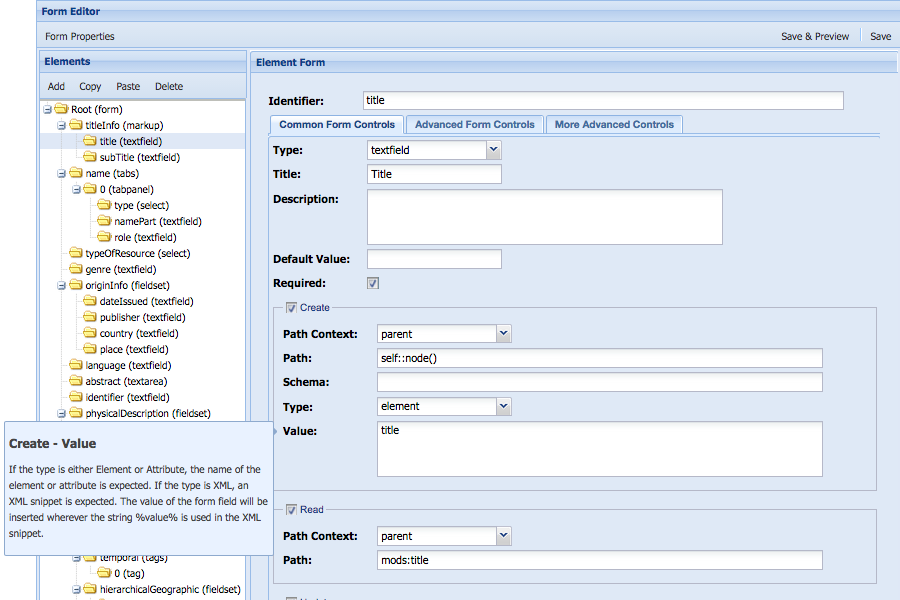 Form Editor
Form Properties
Save & Preview
Save
Elements
Add
Copy
Paste
Delete
Root (form)
titleInfo (markup)
title (textfield)
subTitle (textfield)
name (tabs)
0 (tabpanel)
type (select)
namePart (textfield)
role (textfield)
typeOfResource (select)
genre (textfield)
originInfo (fieldset)
dateIssued (textfield)
publisher (textfield)
country (textfield)
place (textfield)
language (textfield)
abstract (textarea)
identifier (textfield)
physicalDescription (fieldset)
Create - Value
If the type is either Element or Attribute, the name of the
element or attribute is expected. If the type is XML, an
XML snippet is expected. The value of the form field will be
inserted wherever the string %value% is used in the XML
snippet.
temporal (tags)
0 (tag)
hierarchicalGeographic (fieldset)
Element Form
Identifier: title
Common Form Controls
Advanced Form Controls
More Advanced Controls
Type: textfield
Title: Title
Description:
Default Value:
Required:
Create
Path Context: parent
Path: self::node()
Schema:
Type: element
Value: title
Read
Path Context: parent
Path: mods:title